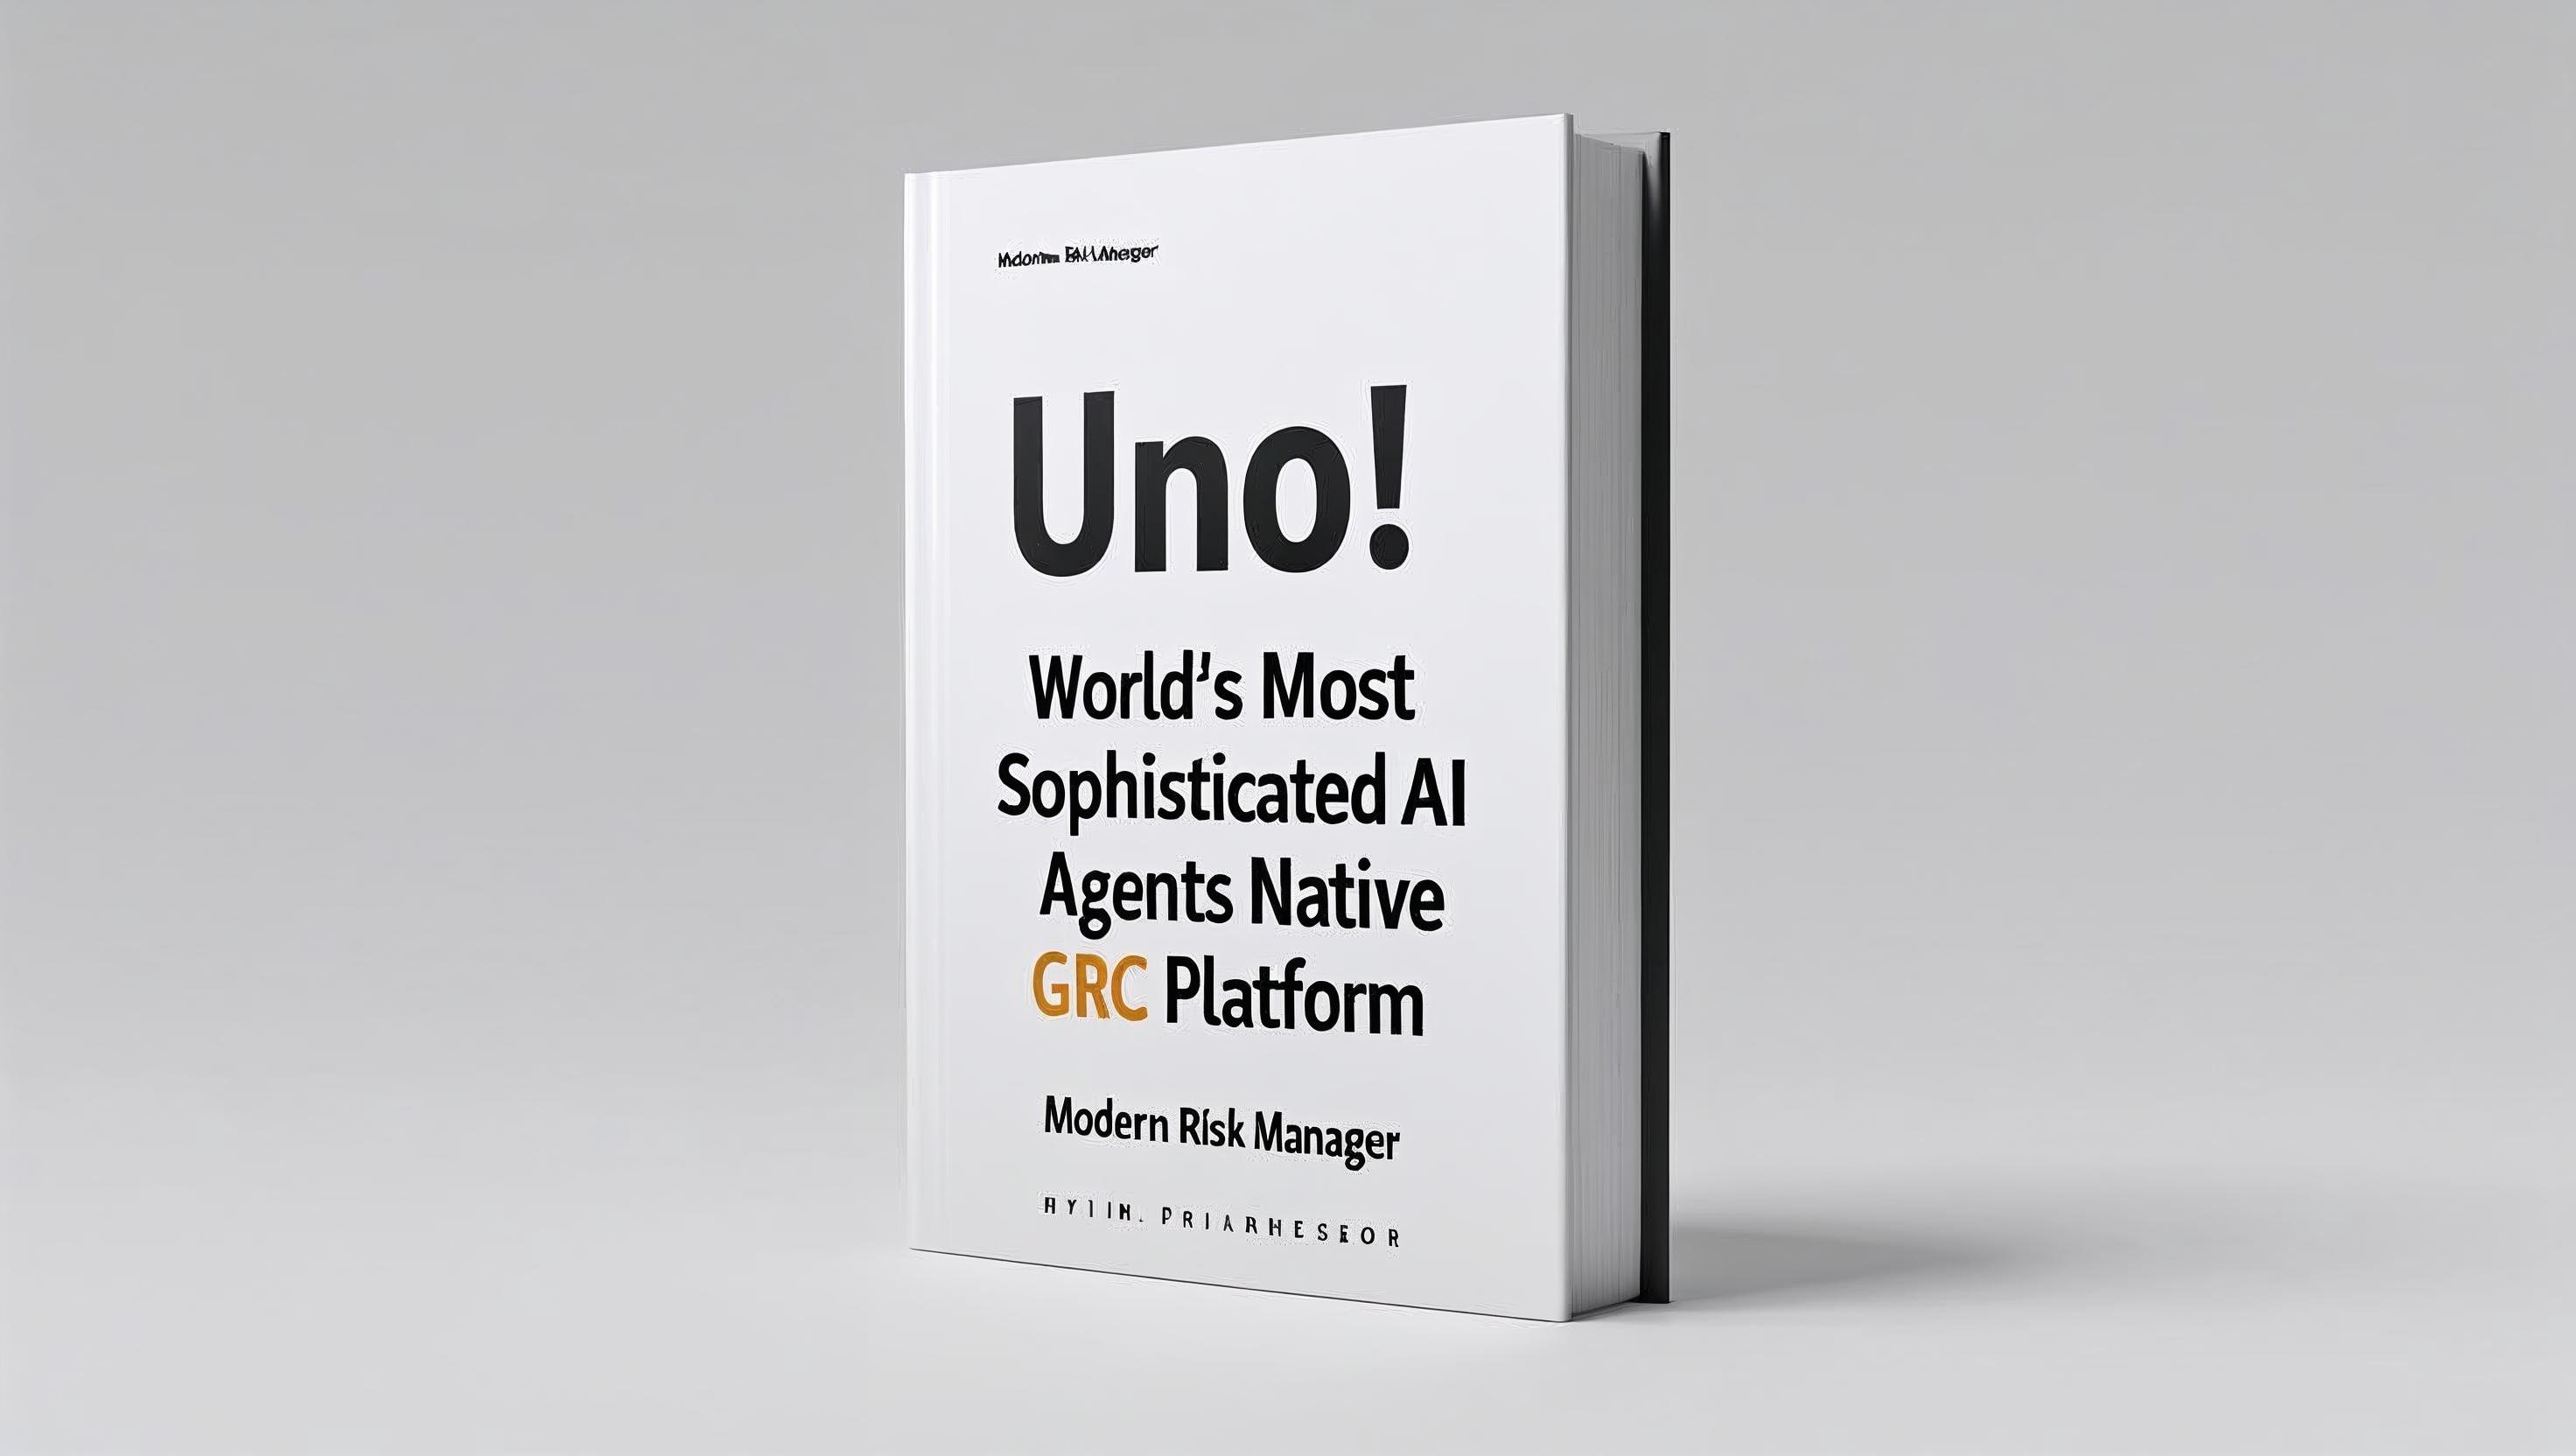 Uno!
World's Most
Sophisticated AI
Agents Native
GRC Platform
Modern Risk Manager